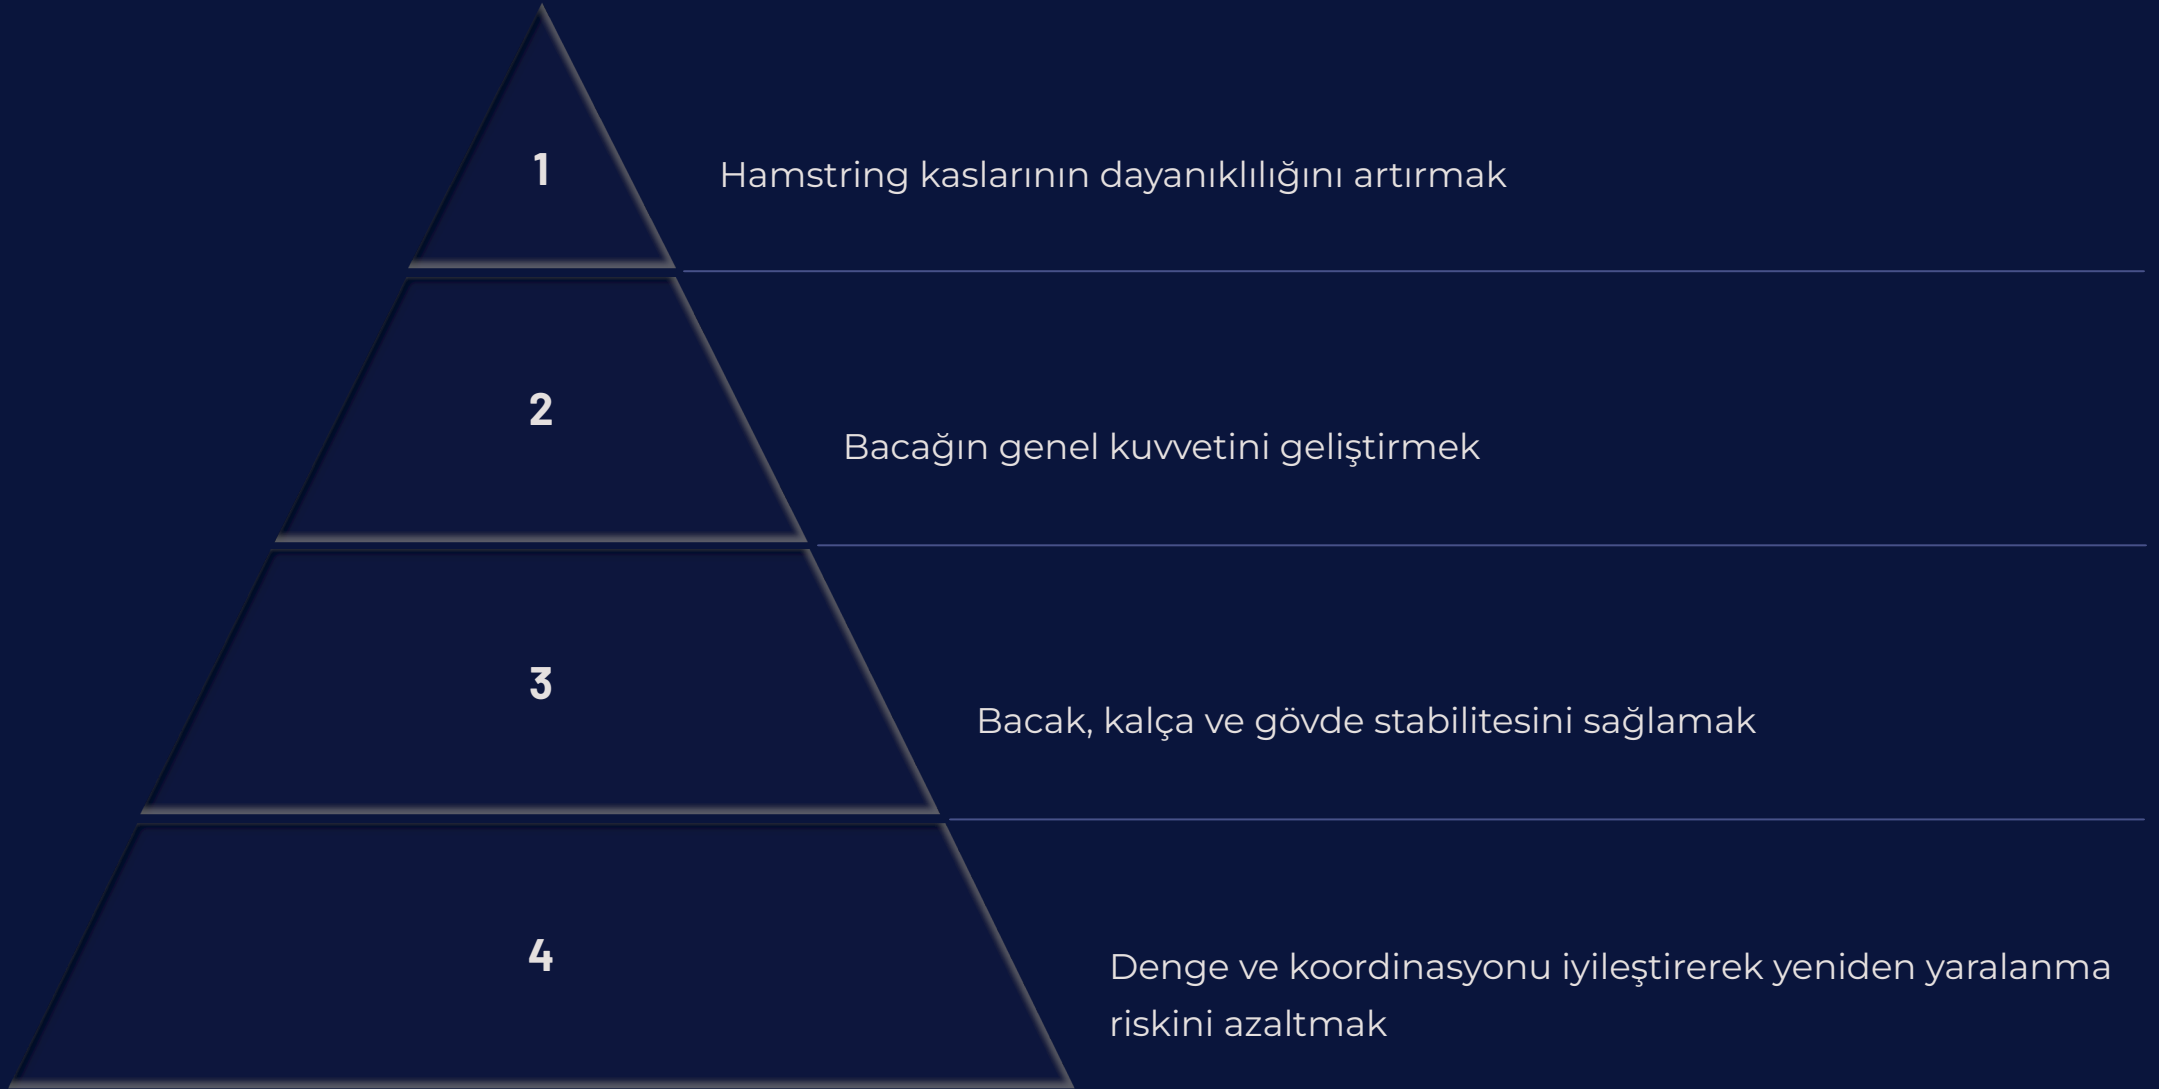 1
Hamstring kaslarının dayanıklılığını artırmak
2
Bacağın genel kuvvetini geliştirmek
3
Bacak, kalça ve gövde stabilitesini sağlamak
4
Denge ve koordinasyonu iyileştirerek yeniden yaralanma
riskini azaltmak